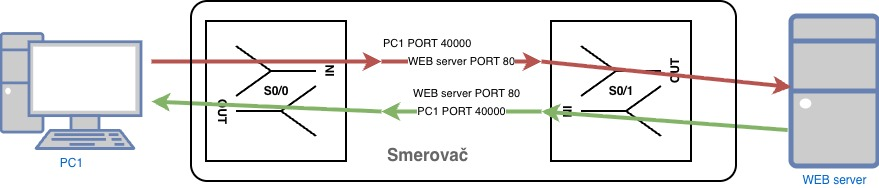 PC1 PORT 40000
WEB server PORT 80
IN
OUT
S0/0
S0/1
OUT
IN
WEB server PORT 80
PC1 PORT 40000
Smerovač
PC1
WEB server